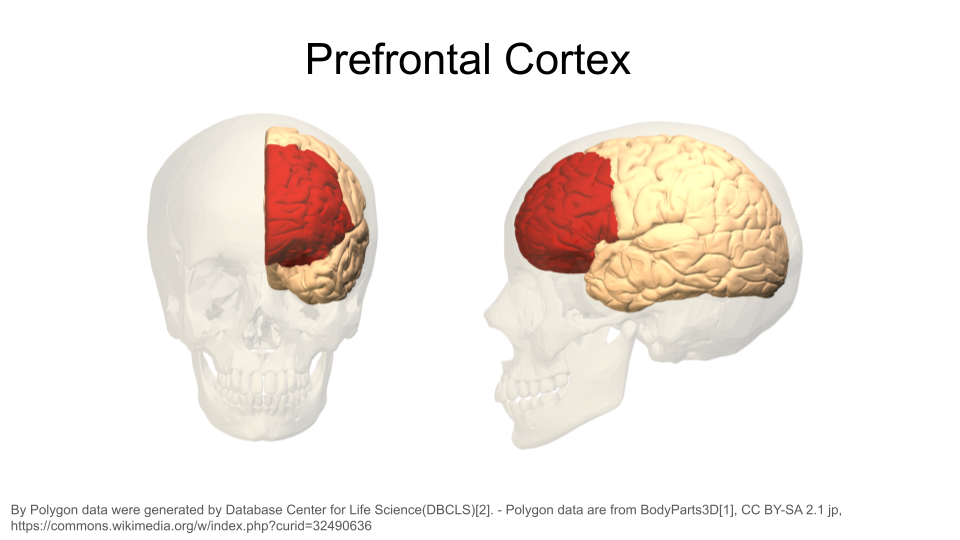 Prefrontal Cortex
By Polygon data were generated by Database Center for Life Science(DBCLS)[2]. - Polygon data are from BodyParts3D[1], CC BY-SA 2.1 jp,
https://commons.wikimedia.org/w/index.php?curid=32490636